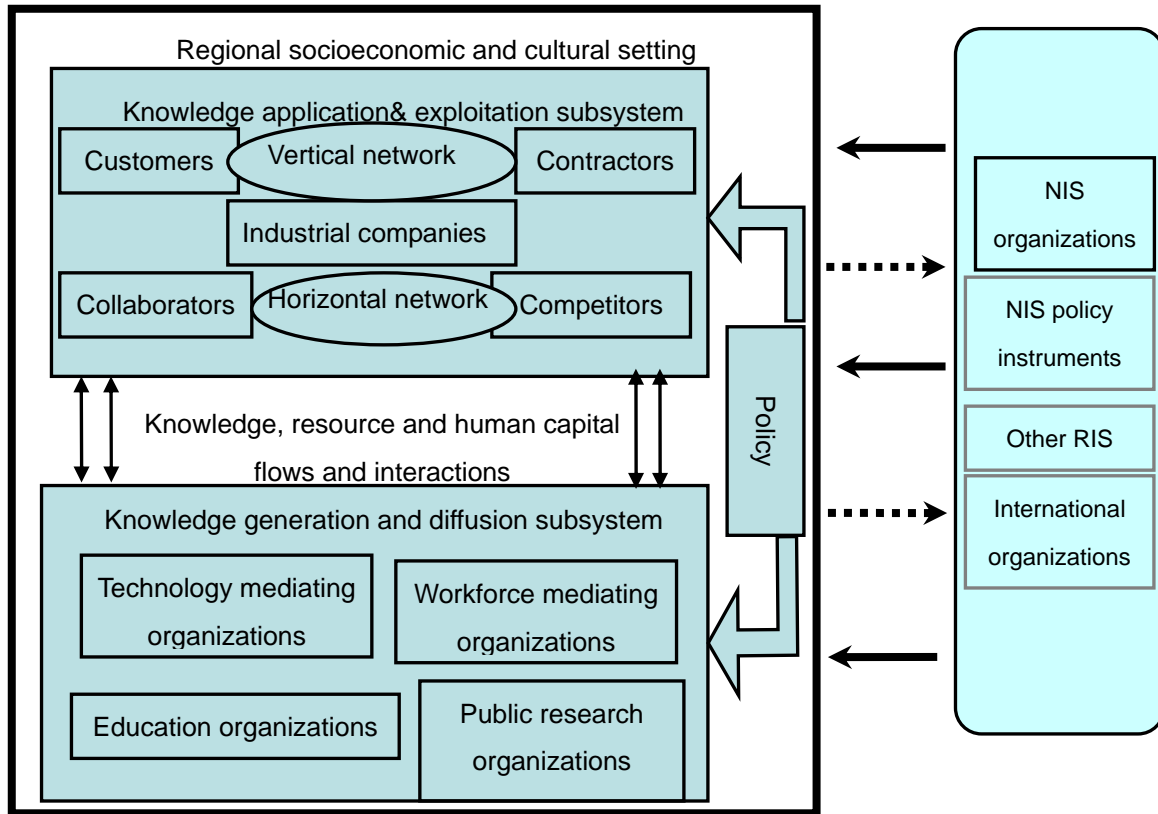 Regional socioeconomic and cultural setting
Knowledge application& exploitation subsystem
Customers
Vertical network
Contractors
Industrial companies
Collaborators
Horizontal network
Competitors
Knowledge, resource and human capital
flows and interactions
Knowledge generation and diffusion subsystem
Technology mediating
organizations
Workforce mediating
organizations
Education organizations
Public research
organizations
Policy
NIS
organizations
NIS policy
instruments
Other RIS
International
organizations